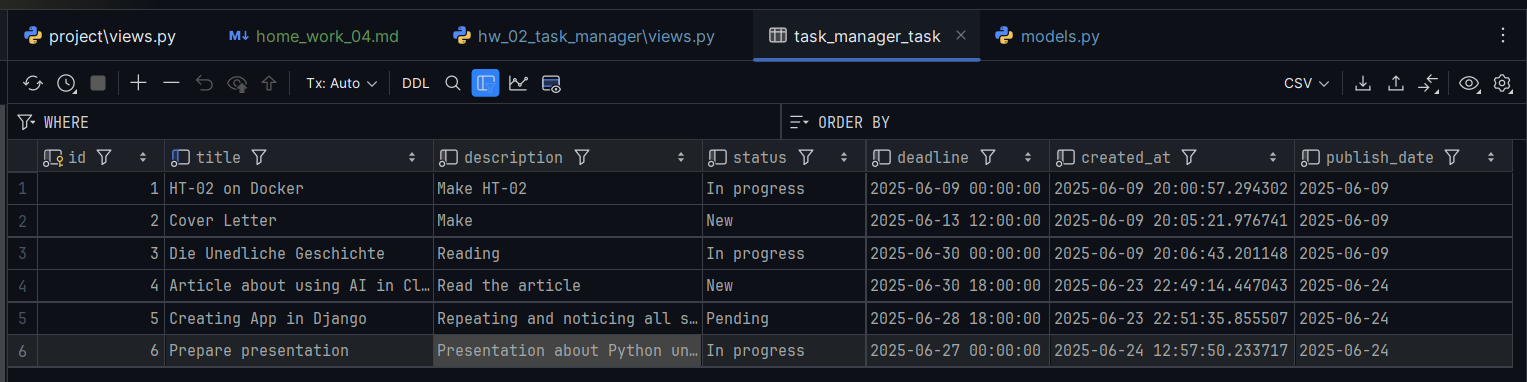 project\views.py M↓ home_work_04.md hw_02_task_manager\views.py task_manager_task models.py
Tx: Auto DDL CSV
WHERE ORDER BY
id title description status deadline created_at publish_date
1 1 HT-02 on Docker Make HT-02 In progress 2025-06-09 00:00:00 2025-06-09 20:00:57.294302 2025-06-09
2 2 Cover Letter Make New 2025-06-13 12:00:00 2025-06-09 20:05:21.976741 2025-06-09
3 3 Die Unedliche Geschichte Reading In progress 2025-06-30 00:00:00 2025-06-09 20:06:43.201148 2025-06-09
4 4 Article about using AI in Cl… Read the article New 2025-06-30 18:00:00 2025-06-23 22:49:14.447043 2025-06-24
5 5 Creating App in Django Repeating and noticing all s… Pending 2025-06-28 18:00:00 2025-06-23 22:51:35.855507 2025-06-24
6 6 Prepare presentation Presentation about Python un… In progress 2025-06-27 00:00:00 2025-06-24 12:57:50.233717 2025-06-24